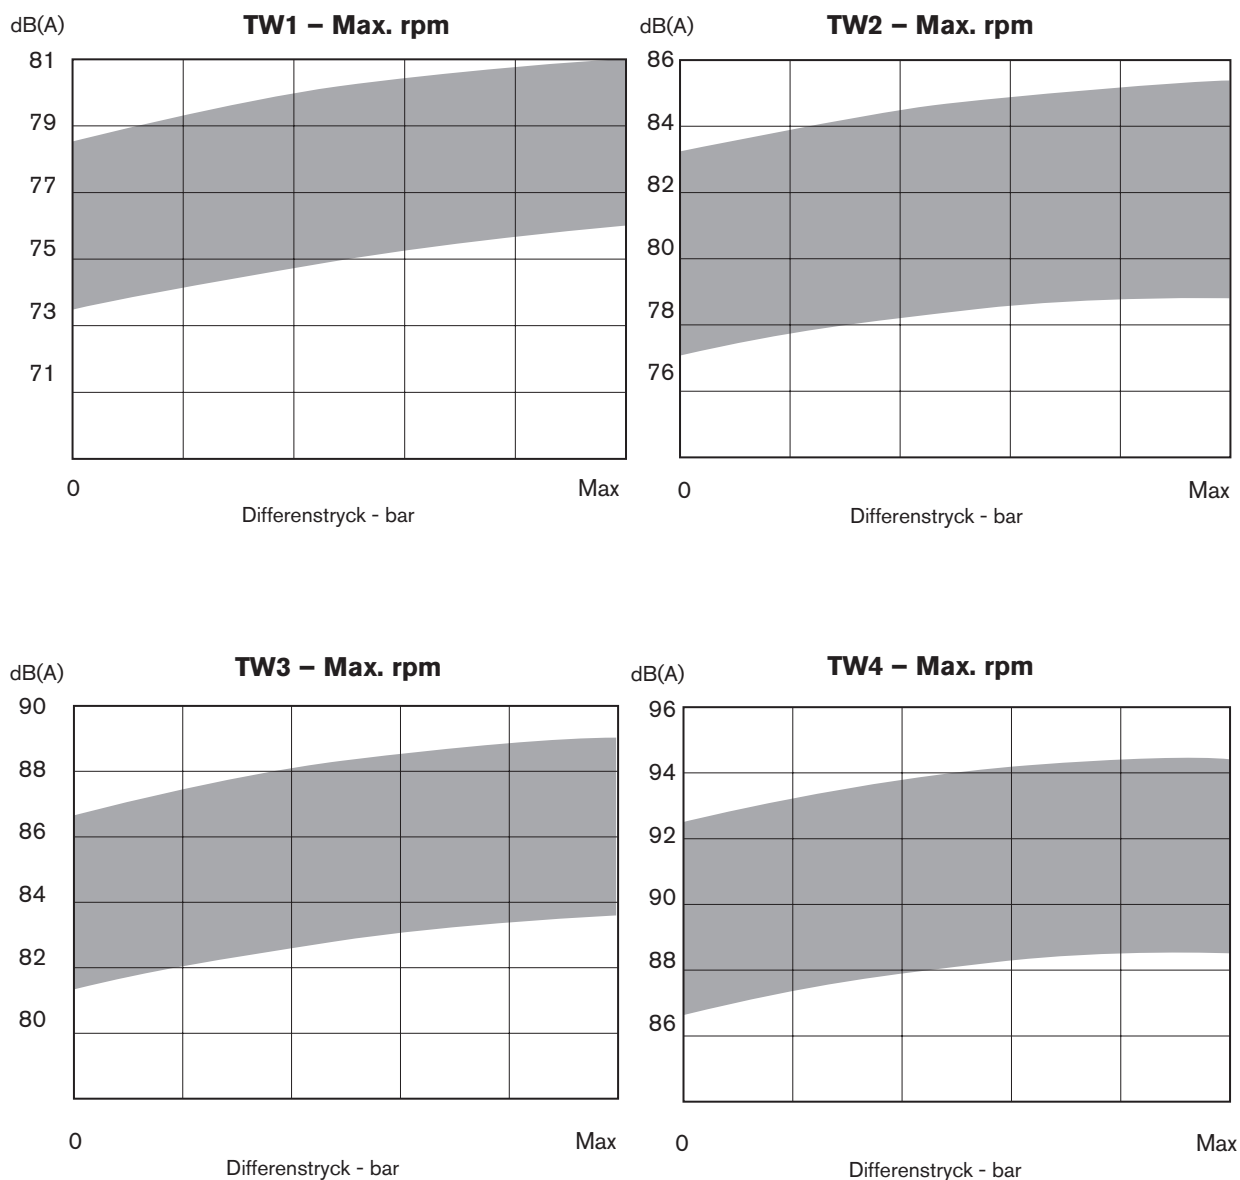 dB(A)
TW1 – Max. rpm
81
79
77
75
73
71
0
Max
Differenstryck - bar
dB(A)
TW2 – Max. rpm
86
84
82
80
78
76
0
Max
Differenstryck - bar
dB(A)
TW3 – Max. rpm
90
88
86
84
82
80
0
Max
Differenstryck - bar
dB(A)
TW4 – Max. rpm
96
94
92
90
88
86
0
Max
Differenstryck - bar